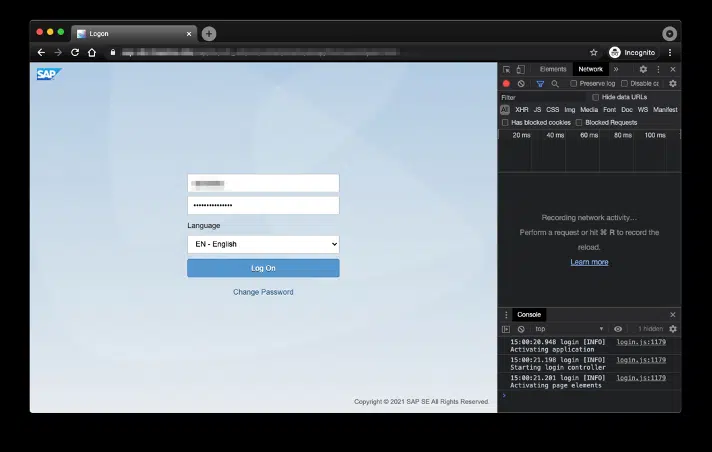 Logon
Incognito
SAP
Language
EN - English
Log On
Change Password
Copyright © 2021 SAP SE All Rights Reserved.
Elements Network »
Preserve log Disable ca
Filter Hide data URLs
All XHR JS CSS Img Media Font Doc WS Manifest
Has blocked cookies Blocked Requests
20 ms 40 ms 60 ms 80 ms 100 ms
Recording network activity…
Perform a request or hit ⌘ R to record the
reload.
Learn more
Console
top 1 hidden
15:00:20.948 login [INFO] login.js:1179
Activating application
15:00:21.198 login [INFO] login.js:1179
Starting login controller
15:00:21.201 login [INFO] login.js:1179
Activating page elements